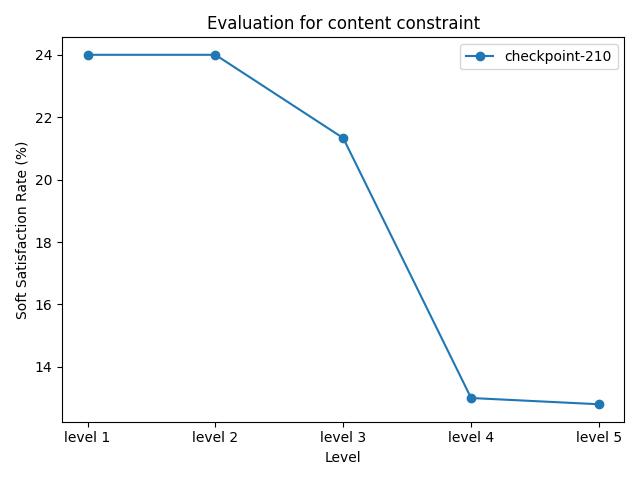 Evaluation for content constraint
checkpoint-210
Soft Satisfaction Rate (%)
24
22
20
18
16
14
level 1
level 2
level 3
level 4
level 5
Level